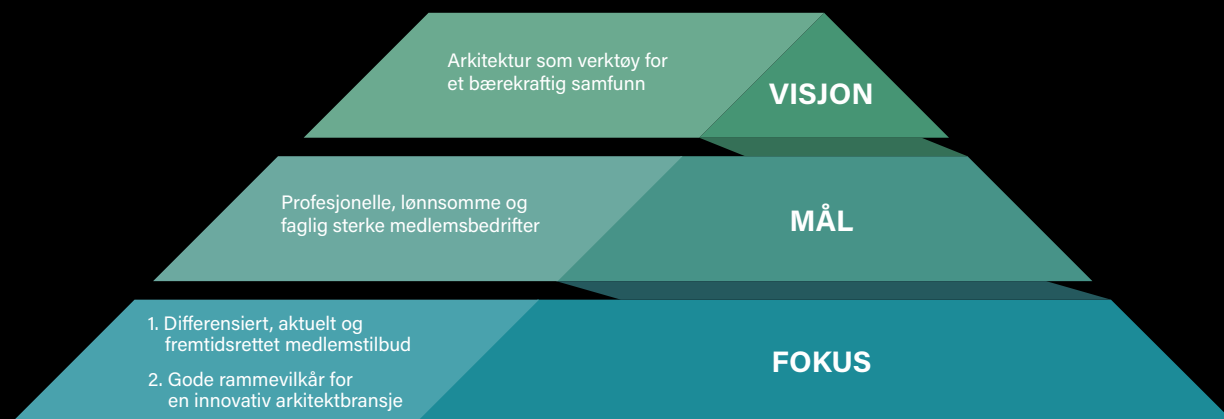 Arkitektur som verktøy for
et bærekraftig samfunn
VISJON
Profesjonelle, lønnsomme og
faglig sterke medlemsbedrifter
MÅL
1. Differensiert, aktuelt og
fremtidsrettet medlemstilbud
2. Gode rammevilkår for
en innovativ arkitektbransje
FOKUS